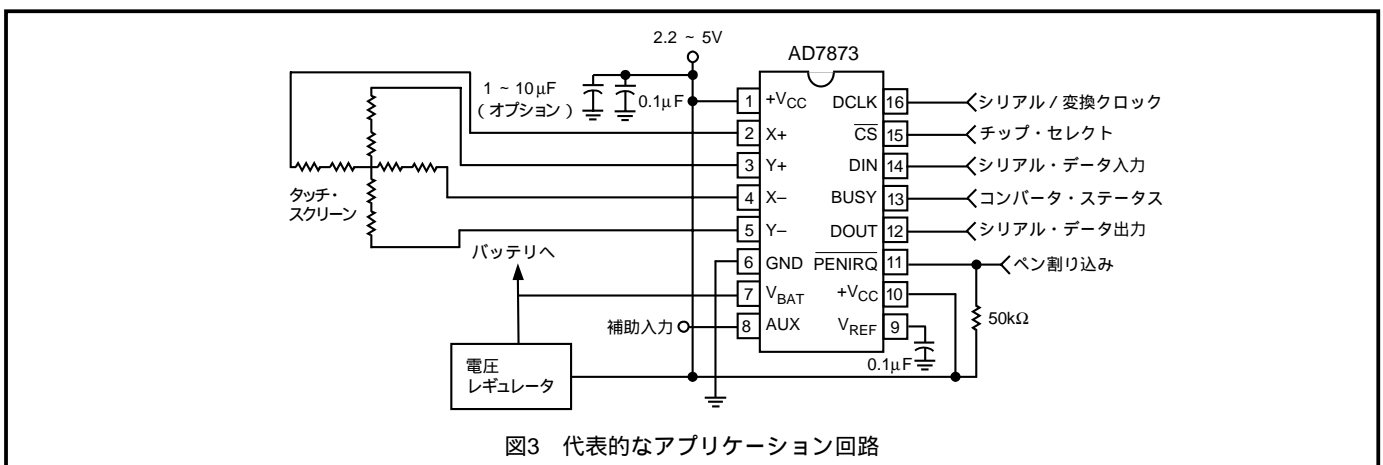 2.2 ~ 5V
AD7873
1 ~ 10μF
(オプション)
0.1μF
1 +VCC
2 X+
3 Y+
4 X–
5 Y–
6 GND
7 VBAT
8 AUX
DCLK 16
CS 15
DIN 14
BUSY 13
DOUT 12
PENIRQ 11
+VCC 10
VREF 9
シリアル / 変換クロック
チップ・セレクト
シリアル・データ入力
コンバータ・ステータス
シリアル・データ出力
ペン割り込み
50kΩ
0.1μF
タッチ・
スクリーン
バッテリへ
補助入力
電圧
レギュレータ
図3 代表的なアプリケーション回路